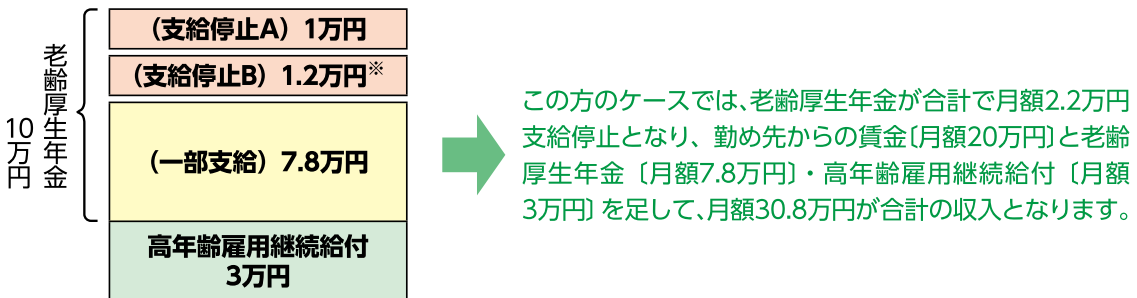 老齢厚生年金
10万円
(支給停止A) 1万円
(支給停止B) 1.2万円※
(一部支給) 7.8万円
高年齢雇用継続給付
3万円
この方のケースでは、老齢厚生年金が合計で月額2.2万円
支給停止となり、勤め先からの賃金〔月額20万円〕と老齢
厚生年金〔月額7.8万円〕・高年齢雇用継続給付〔月額
3万円〕を足して、月額30.8万円が合計の収入となります。